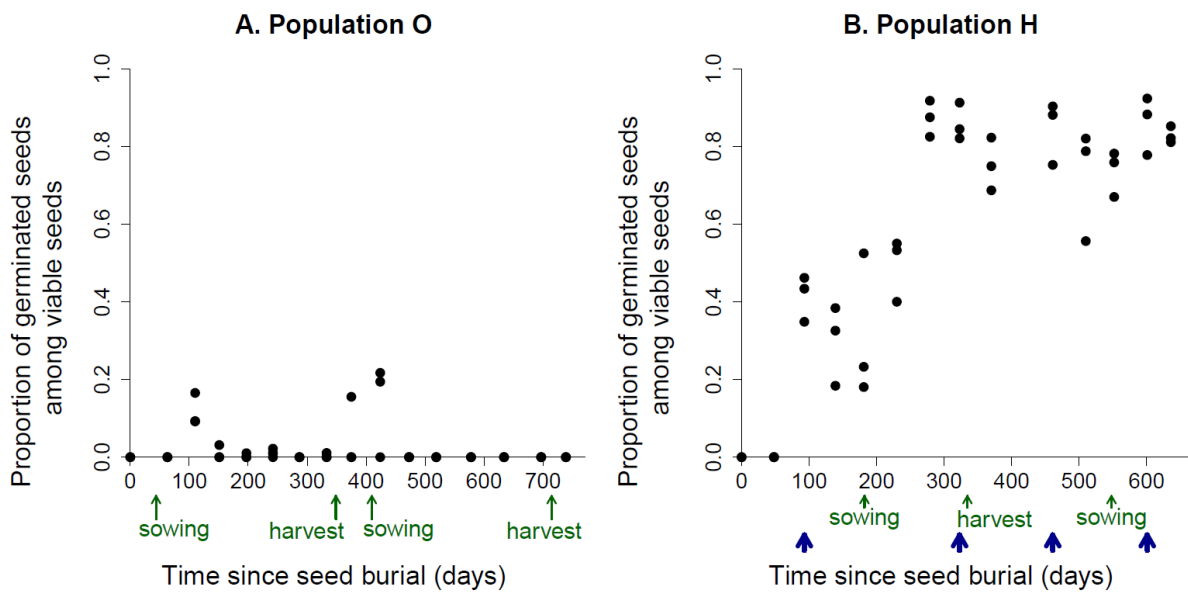 A. Population O
Proportion of germinated seeds
among viable seeds
1.0
0.8
0.6
0.4
0.2
0.0
0 100 200 300 400 500 600 700
sowing harvest sowing harvest
Time since seed burial (days)
B. Population H
Proportion of germinated seeds
among viable seeds
1.0
0.8
0.6
0.4
0.2
0.0
0 100 200 300 400 500 600
sowing harvest sowing
Time since seed burial (days)